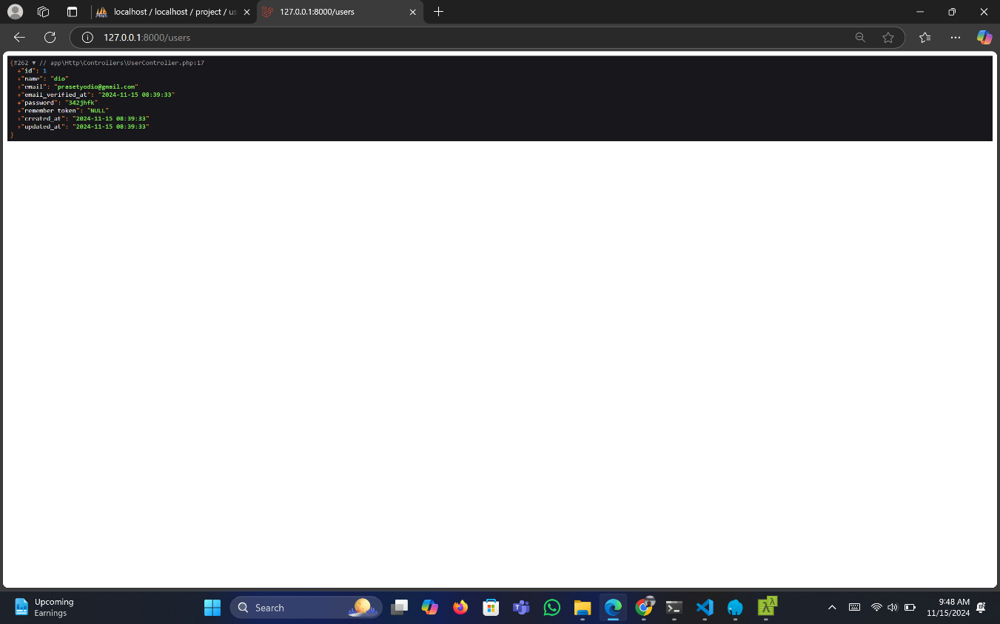 localhost / localhost / project / us
127.0.0.1:8000/users
127.0.0.1:8000/users
{#262 ▼ // app\Http\Controllers\UserController.php:17
+"id": 1
+"name": "dio"
+"email": "prasetyodio@gmail.com"
+"email_verified_at": "2024-11-15 08:39:33"
+"password": "342jhfk"
+"remember token": "NULL"
+"created_at": "2024-11-15 08:39:33"
+"updated_at": "2024-11-15 08:39:33"
}
Upcoming
Earnings
Search
9:48 AM
11/15/2024